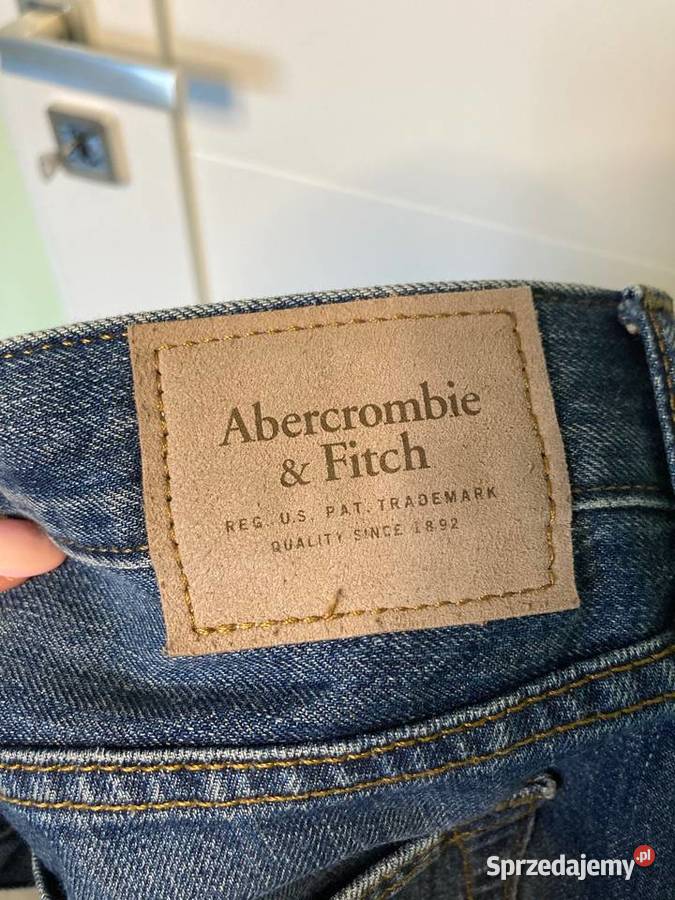 Abercrombie
& Fitch
REG. U.S. PAT. TRADEMARK
QUALITY SINCE 1892
Sprzedajemy.pl